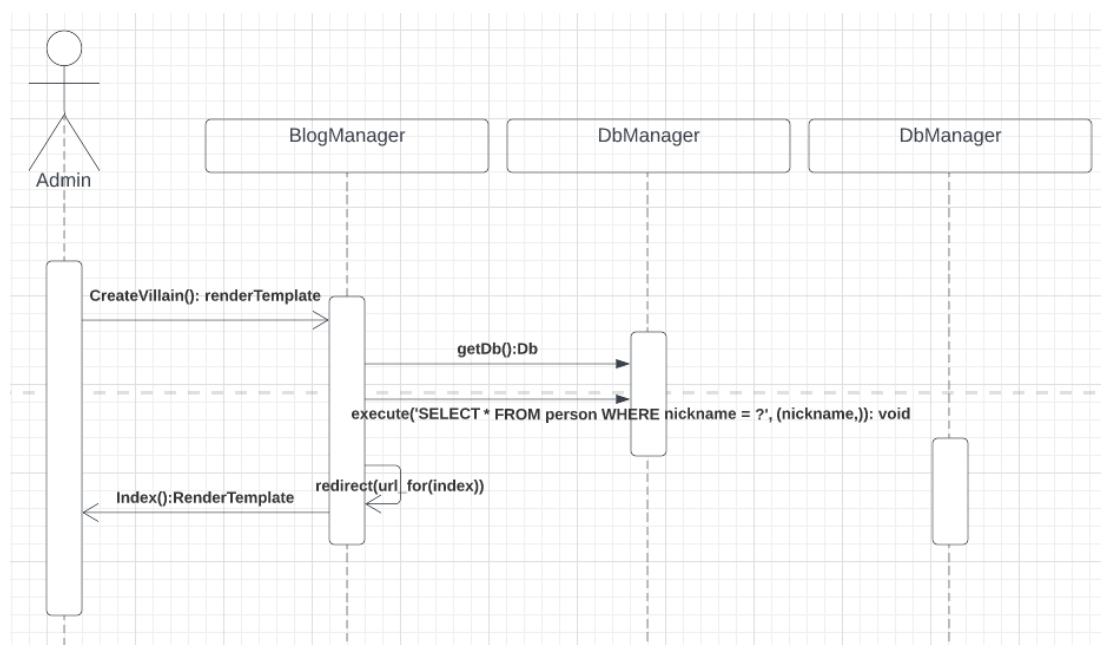 BlogManager
DbManager
DbManager
Admin
CreateVillain(): renderTemplate
getDb():Db
execute('SELECT * FROM person WHERE nickname = ?', (nickname,)): void
redirect(url_for(index))
Index():RenderTemplate